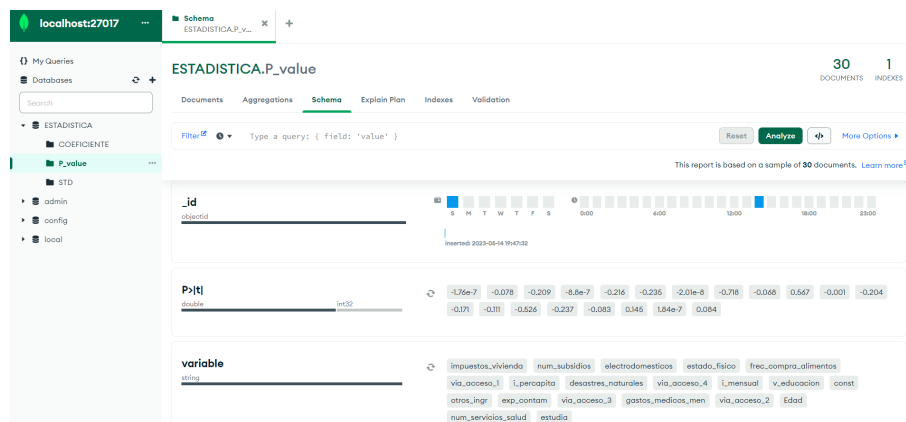 localhost:27017 ...
Schema
ESTADISTICA.P_v...
My Queries
Databases
Search
ESTADISTICA
COEFICIENTE
P_value ...
STD
admin
config
local
ESTADISTICA.P_value
30
DOCUMENTS
1
INDEXES
Documents Aggregations Schema Explain Plan Indexes Validation
Filter Type a query: { field: 'value' } Reset Analyze </> More Options
This report is based on a sample of 30 documents. Learn more
_id
objectid
S M T W T F S 0:00 6:00 12:00 18:00 23:00
inserted: 2023-05-14 19:47:32
P>|t|
double int32
-1.76e-7 -0.078 -0.209 -8.8e-7 -0.216 -0.235 -2.01e-8 -0.718 -0.068 0.567 -0.001 -0.204
-0.171 -0.111 -0.526 -0.237 -0.083 0.145 1.84e-7 0.084
variable
string
impuestos_vivienda num_subsidios electrodomesticos estado_fisico frec_compra_alimentos
via_acceso_1 i_percapita desastres_naturales via_acceso_4 i_mensual v_educacion const
otros_ingr exp_contam via_acceso_3 gastos_medicos_men via_acceso_2 Edad
num_servicios_salud estudia